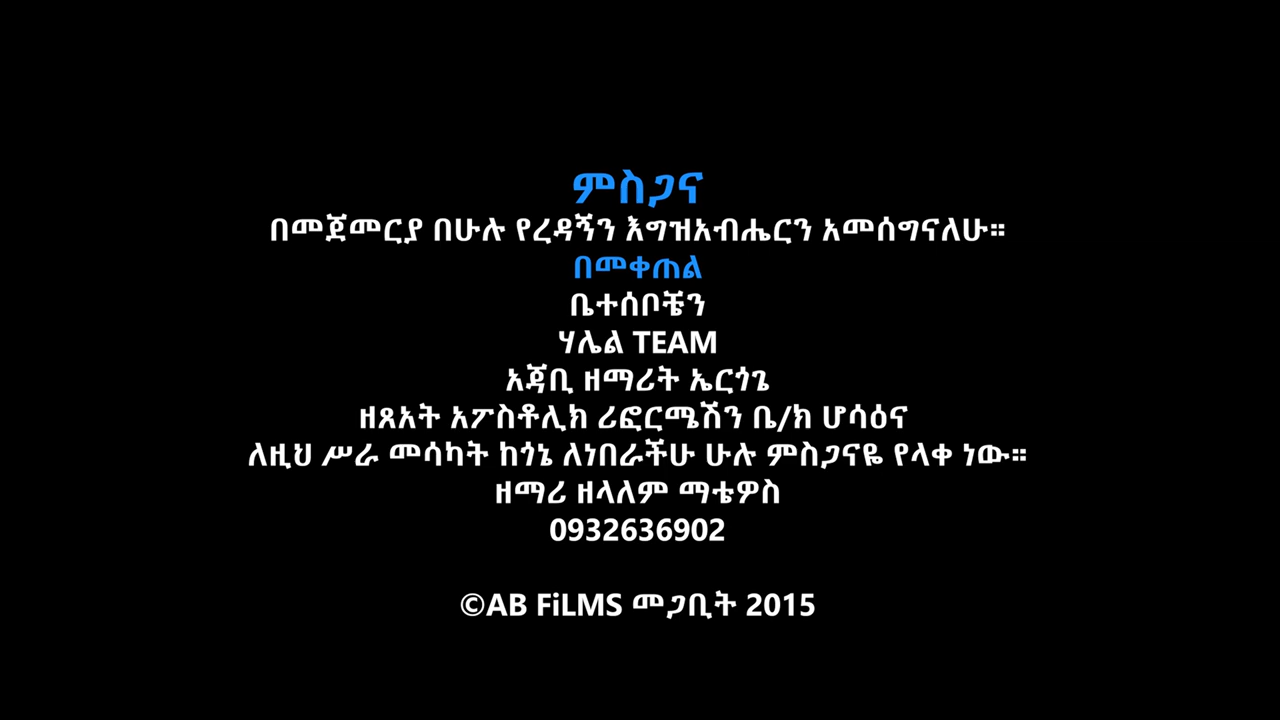 ምስጋና
በመጀመርያ በሁሉ የረዳኝን እግዝአብሔርን አመሰግናለሁ።
በመቀጠል
ቤተሰቦቼን
ሃሌል TEAM
አጃቢ ዘማሪት ኤርጎጌ
ዘጸአት አፖስቶሊክ ሪፎርሜሽን ቤ/ክ ሆሳዕና
ለዚህ ሥራ መሳካት ከጎኔ ለነበራችሁ ሁሉ ምስጋናዬ የላቀ ነው።
ዘማሪ ዘላለም ማቴዎስ
0932636902
©AB FiLMS መጋቢት 2015